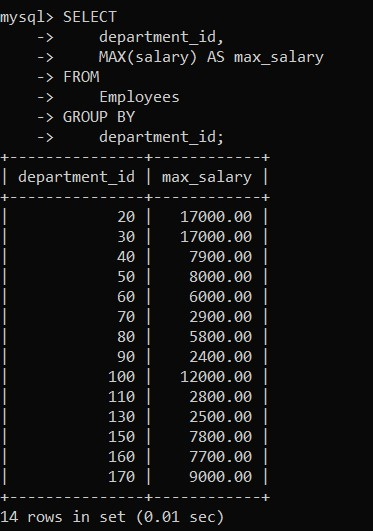 mysql> SELECT
    ->     department_id,
    ->     MAX(salary) AS max_salary
    -> FROM
    ->     Employees
    -> GROUP BY
    ->     department_id;
+---------------+------------+
| department_id | max_salary |
+---------------+------------+
|            20 |   17000.00 |
|            30 |   17000.00 |
|            40 |    7900.00 |
|            50 |    8000.00 |
|            60 |    6000.00 |
|            70 |    2900.00 |
|            80 |    5800.00 |
|            90 |    2400.00 |
|           100 |   12000.00 |
|           110 |    2800.00 |
|           130 |    2500.00 |
|           150 |    7800.00 |
|           160 |    7700.00 |
|           170 |    9000.00 |
+---------------+------------+
14 rows in set (0.01 sec)